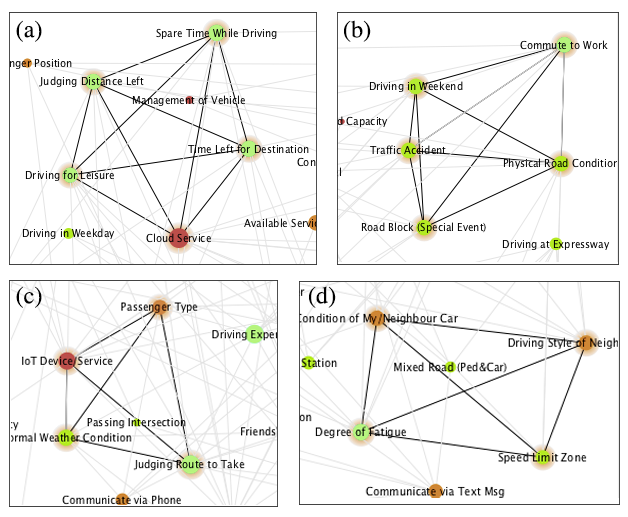 (a)
Spare Time While Driving
nger Position
Judging Distance Left
Management of Vehicle
Time Left for Destination
Con
Driving for Leisure
Driving in Weekday
Cloud Service
Available Servic
(b)
Commute to Work
Driving in Weekend
d Capacity
Traffic Accident
Physical Road Condition
l
Road Block (Special Event)
Driving at Expressway
(c)
Passenger Type
Driving Exper
IoT Device/Service
Passing Intersection
ty
ormal Weather Condition
Friends
Judging Route to Take
Communicate via Phone
(d)
r
Condition of My/Neighbour Car
Driving Style of Neigh
Station
Mixed Road (Ped&Car)
on
Degree of Fatigue
Speed Limit Zone
Communicate via Text Msg